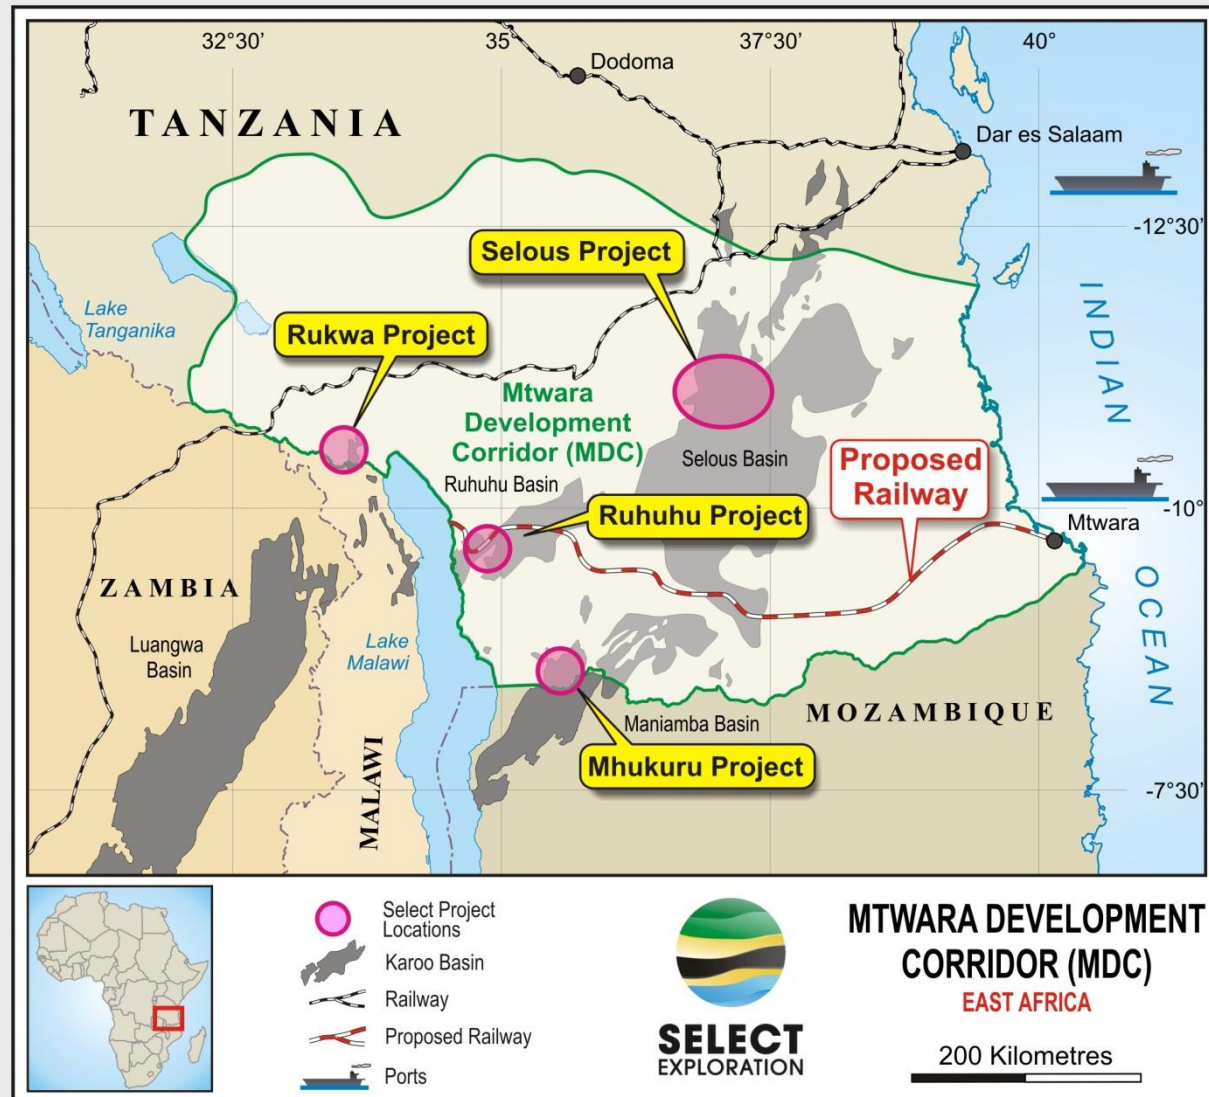 32°30'
35
37°30'
40°
Dodoma
TANZANIA
Dar es Salaam
-12°30'
Selous Project
Lake
Tanganika
Rukwa Project
INDIAN
OCEAN
Mtwara
Development
Corridor (MDC)
Selous Basin
Proposed
Railway
Ruhuhu Basin
Ruhuhu Project
-10°
Mtwara
ZAMBIA
Luangwa
Basin
Lake
Malawi
MALAWI
Maniamba Basin
MOZAMBIQUE
Mhukuru Project
-7°30'
Select Project
Locations
Karoo Basin
Railway
Proposed Railway
Ports
SELECT
EXPLORATION
MTWARA DEVELOPMENT
CORRIDOR (MDC)
EAST AFRICA
200 Kilometres